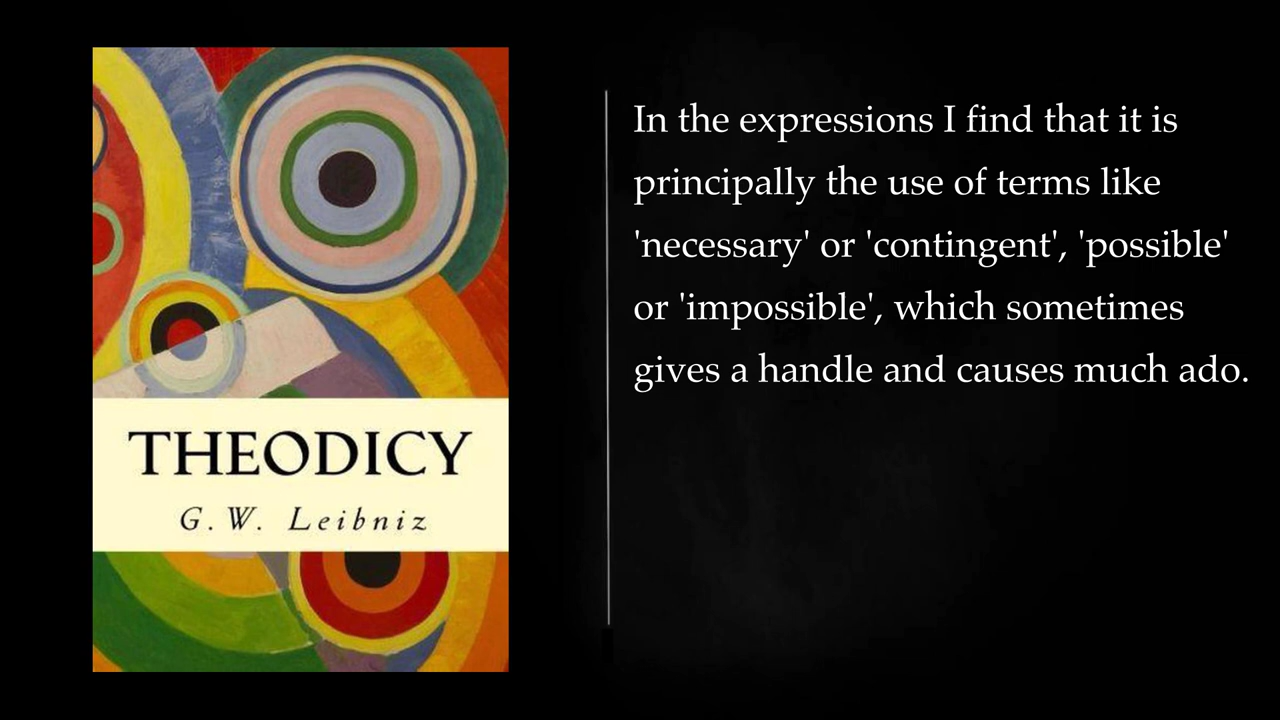 THEODICY
G. W. Leibniz
In the expressions I find that it is
principally the use of terms like
'necessary' or 'contingent', 'possible'
or 'impossible', which sometimes
gives a handle and causes much ado.